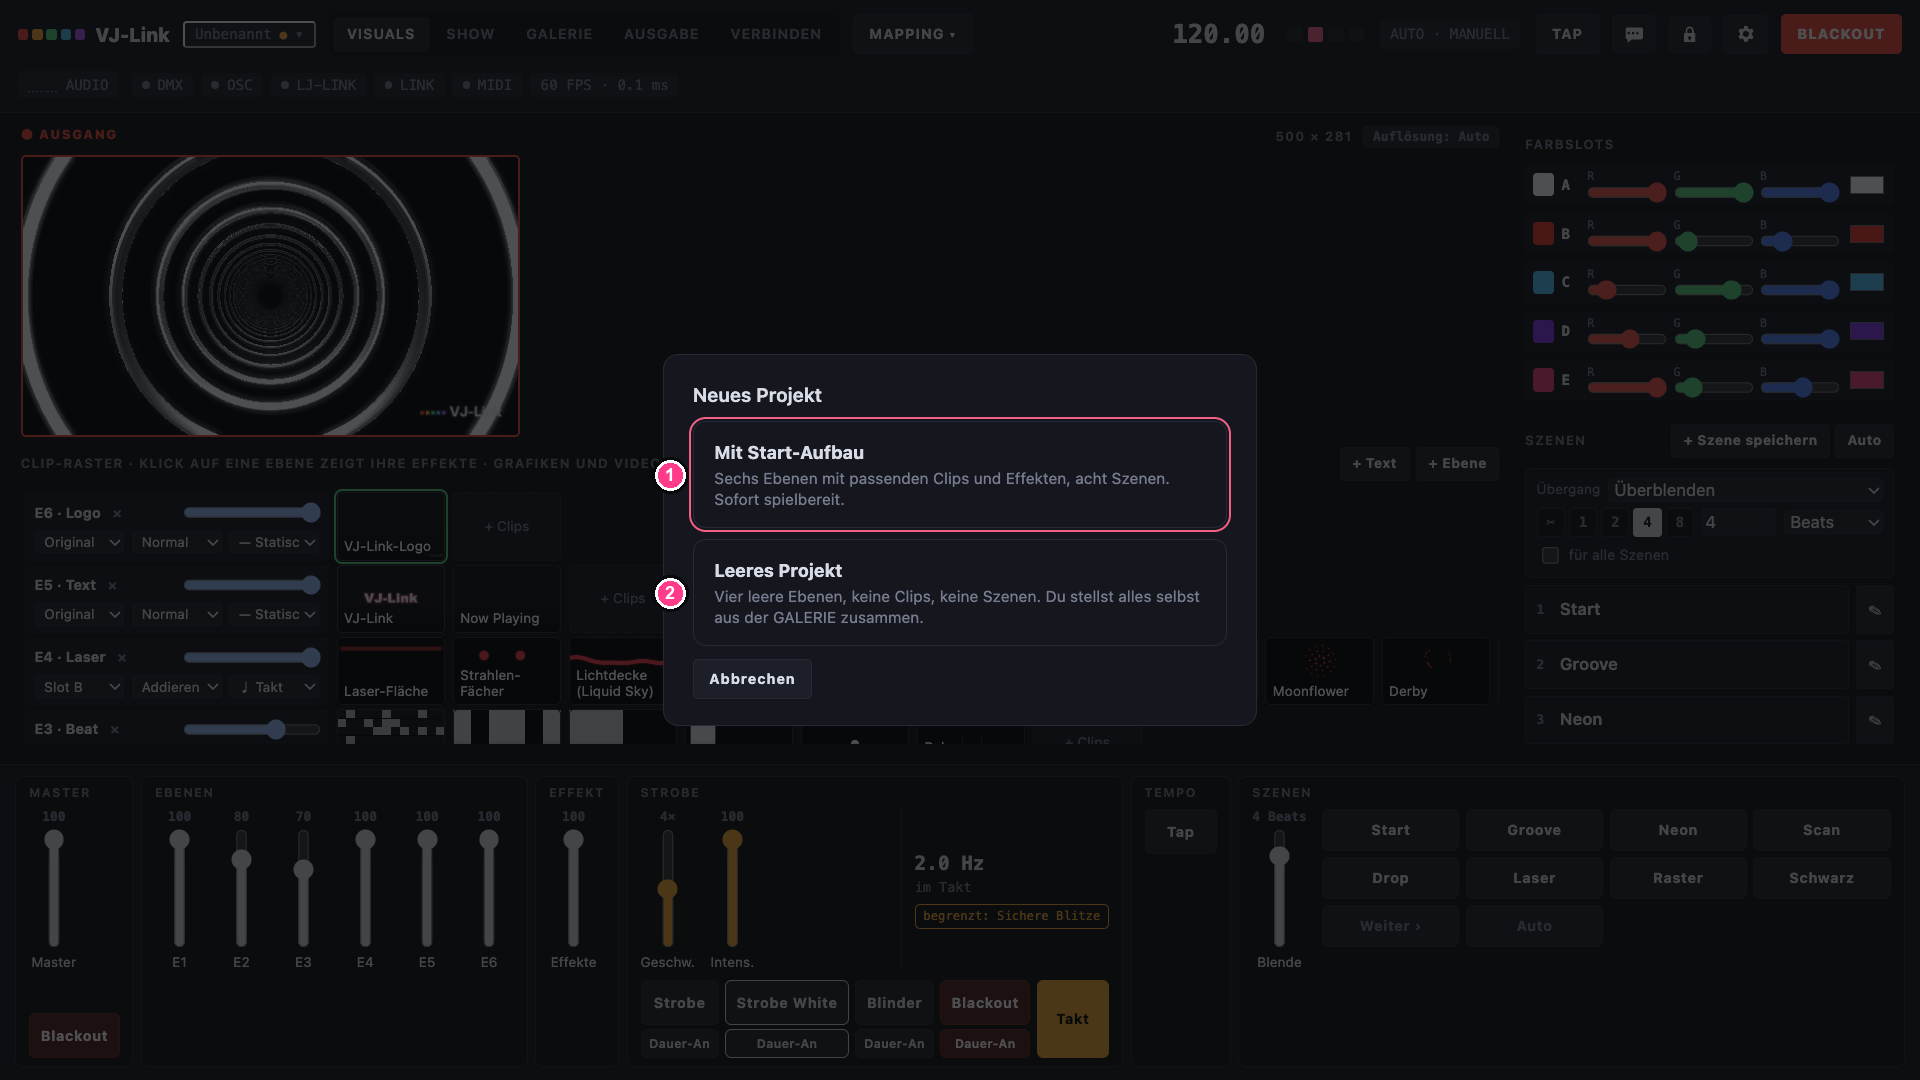 VJ-Link
Unbenannt
VISUALS
SHOW
GALERIE
AUSGABE
VERBINDEN
MAPPING
120.00
AUTO · MANUELL
TAP
BLACKOUT
AUDIO
DMX
OSC
LJ-LINK
LINK
MIDI
60 FPS · 0.1 ms
AUSGANG
500 × 281
Auflösung: Auto
VJ-Link
CLIP-RASTER · KLICK AUF EINE EBENE ZEIGT IHRE EFFEKTE · GRAFIKEN UND VIDEO
+ Text
+ Ebene
E6 · Logo ×
Original
Normal
— Statisc
VJ-Link-Logo
+ Clips
E5 · Text ×
Original
Normal
— Statisc
VJ-Link
VJ-Link
Now Playing
+ Clips
E4 · Laser ×
Slot B
Addieren
♩ Takt
Laser-Fläche
Strahlen-
Fächer
Lichtdecke
(Liquid Sky)
Moonflower
Derby
E3 · Beat ×
+ Clips
Neues Projekt
1
Mit Start-Aufbau
Sechs Ebenen mit passenden Clips und Effekten, acht Szenen.
Sofort spielbereit.
2
Leeres Projekt
Vier leere Ebenen, keine Clips, keine Szenen. Du stellst alles selbst
aus der GALERIE zusammen.
Abbrechen
FARBSLOTS
A R G B
B R G B
C R G B
D R G B
E R G B
SZENEN
+ Szene speichern
Auto
Übergang
Überblenden
✂ 1 2 4 8
4
Beats
für alle Szenen
1 Start
2 Groove
3 Neon
MASTER
100
Master
Blackout
EBENEN
100 80 70 100 100 100
E1 E2 E3 E4 E5 E6
EFFEKT
100
Effekte
STROBE
4× 100
Geschw. Intens.
2.0 Hz
im Takt
begrenzt: Sichere Blitze
Strobe
Strobe White
Blinder
Blackout
Takt
Dauer-An
Dauer-An
Dauer-An
Dauer-An
TEMPO
Tap
SZENEN
4 Beats
Blende
Start
Groove
Neon
Scan
Drop
Laser
Raster
Schwarz
Weiter ›
Auto